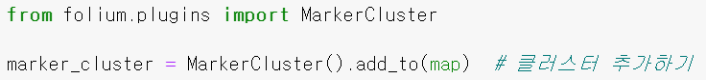 from folium.plugins import MarkerCluster
marker_cluster = MarkerCluster().add_to(map)  # 클러스터 추가하기